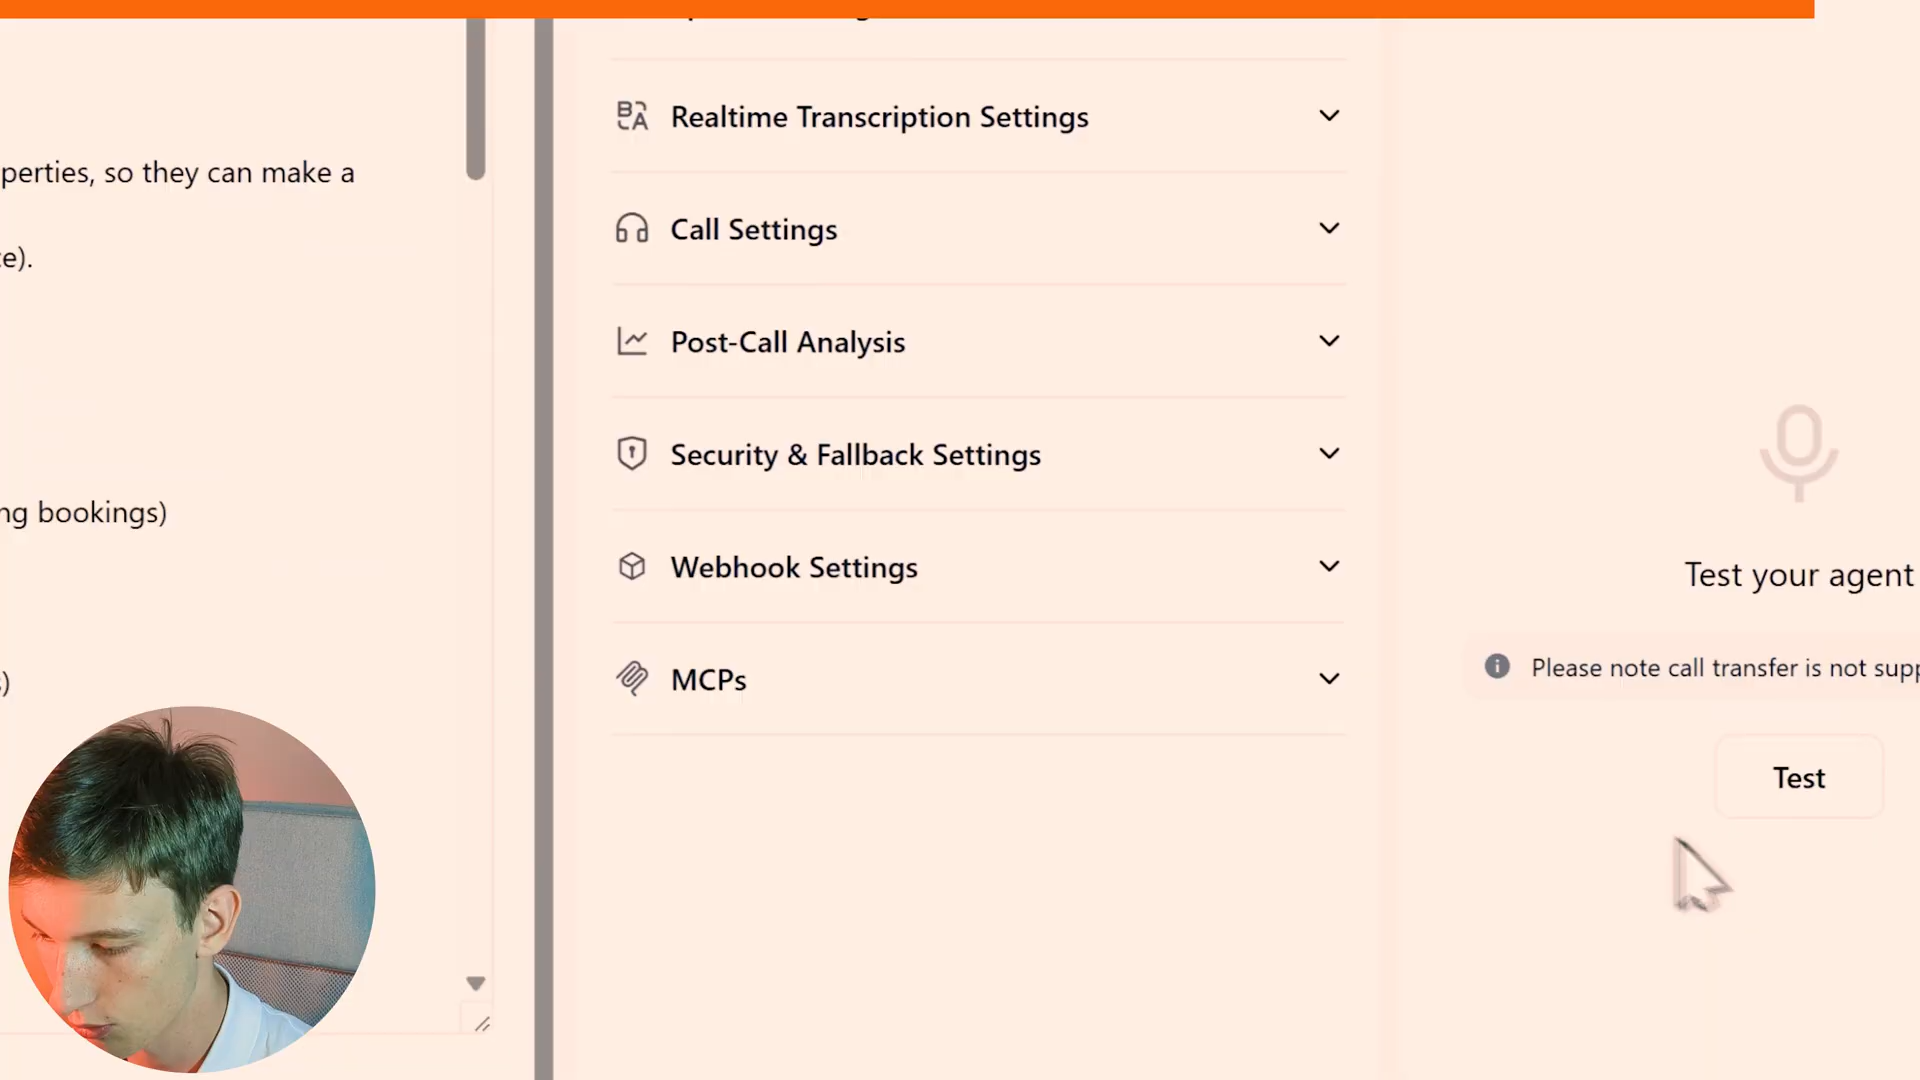 perties, so they can make a
e).
ng bookings)
)
Realtime Transcription Settings
Call Settings
Post-Call Analysis
Security & Fallback Settings
Webhook Settings
MCPs
Test your agent
Please note call transfer is not supp
Test